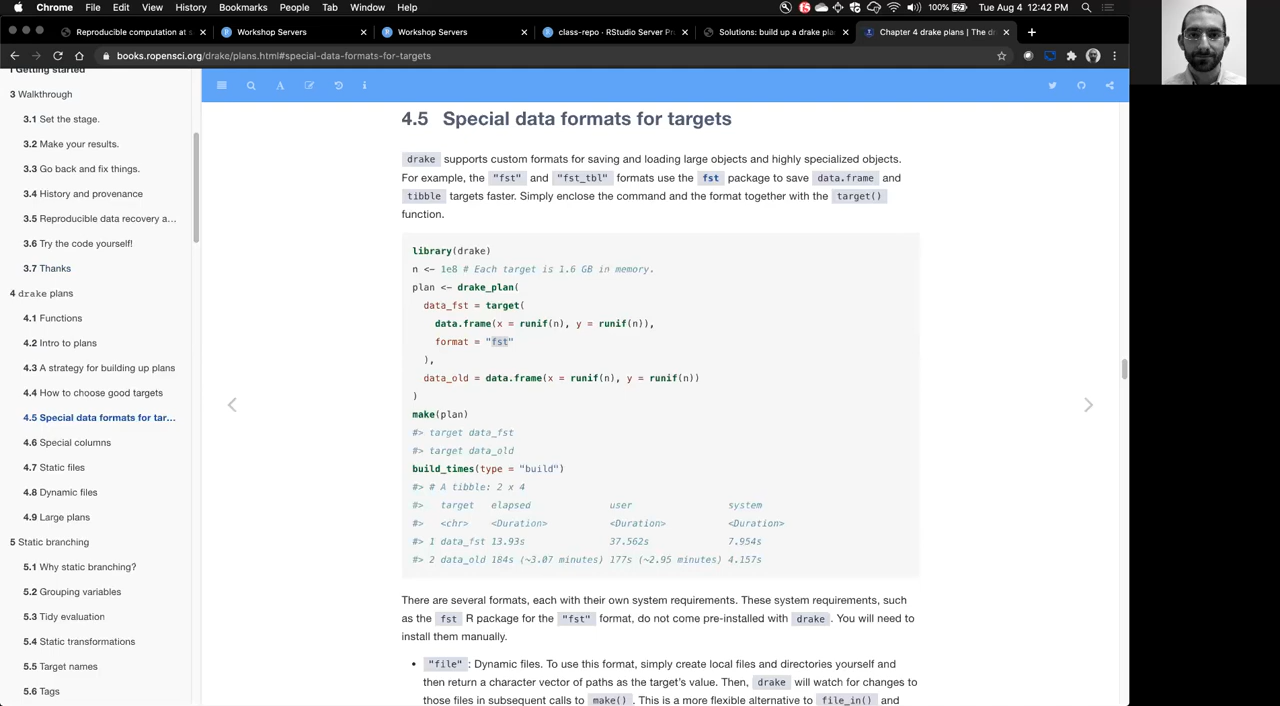 Chrome File Edit View History Bookmarks People Tab Window Help 100% Tue Aug 4 12:42 PM
Reproducible computation at s Workshop Servers Workshop Servers class-repo – RStudio Server Pr Solutions: build up a drake pla Chapter 4 drake plans | The d
books.ropensci.org/drake/plans.html#special-data-formats-for-targets
1 Getting started
3 Walkthrough
3.1 Set the stage.
3.2 Make your results.
3.3 Go back and fix things.
3.4 History and provenance
3.5 Reproducible data recovery a...
3.6 Try the code yourself!
3.7 Thanks
4 drake plans
4.1 Functions
4.2 Intro to plans
4.3 A strategy for building up plans
4.4 How to choose good targets
4.5 Special data formats for tar...
4.6 Special columns
4.7 Static files
4.8 Dynamic files
4.9 Large plans
5 Static branching
5.1 Why static branching?
5.2 Grouping variables
5.3 Tidy evaluation
5.4 Static transformations
5.5 Target names
5.6 Tags
4.5 Special data formats for targets
drake supports custom formats for saving and loading large objects and highly specialized objects.
For example, the "fst" and "fst_tbl" formats use the fst package to save data.frame and
tibble targets faster. Simply enclose the command and the format together with the target()
function.
library(drake)
n <- 1e8 # Each target is 1.6 GB in memory.
plan <- drake_plan(
data_fst = target(
data.frame(x = runif(n), y = runif(n)),
format = "fst"
),
data_old = data.frame(x = runif(n), y = runif(n))
)
make(plan)
#> target data_fst
#> target data_old
build_times(type = "build")
#> # A tibble: 2 x 4
#> target elapsed user system
#> <chr> <Duration> <Duration> <Duration>
#> 1 data_fst 13.93s 37.562s 7.954s
#> 2 data_old 184s (~3.07 minutes) 177s (~2.95 minutes) 4.157s
There are several formats, each with their own system requirements. These system requirements, such
as the fst R package for the "fst" format, do not come pre-installed with drake. You will need to
install them manually.
• "file": Dynamic files. To use this format, simply create local files and directories yourself and
then return a character vector of paths as the target's value. Then, drake will watch for changes to
those files in subsequent calls to make(). This is a more flexible alternative to file_in() and